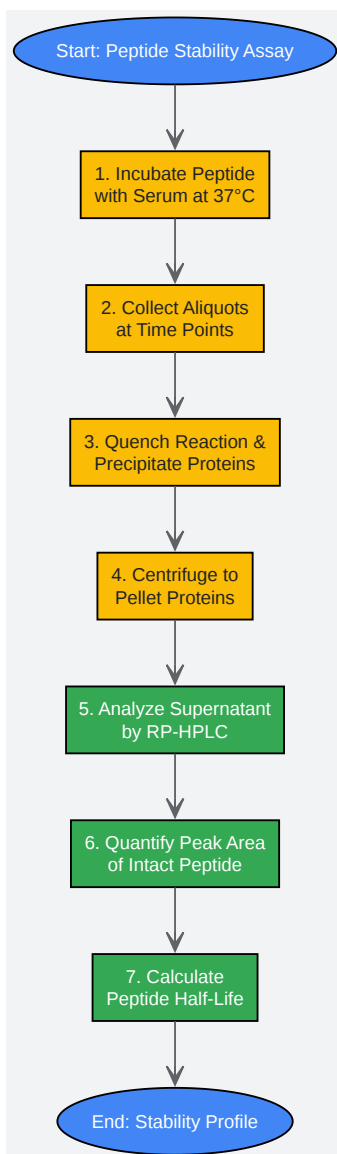 Start: Peptide Stability Assay
1. Incubate Peptide
with Serum at 37°C
2. Collect Aliquots
at Time Points
3. Quench Reaction &
Precipitate Proteins
4. Centrifuge to
Pellet Proteins
5. Analyze Supernatant
by RP-HPLC
6. Quantify Peak Area
of Intact Peptide
7. Calculate
Peptide Half-Life
End: Stability Profile